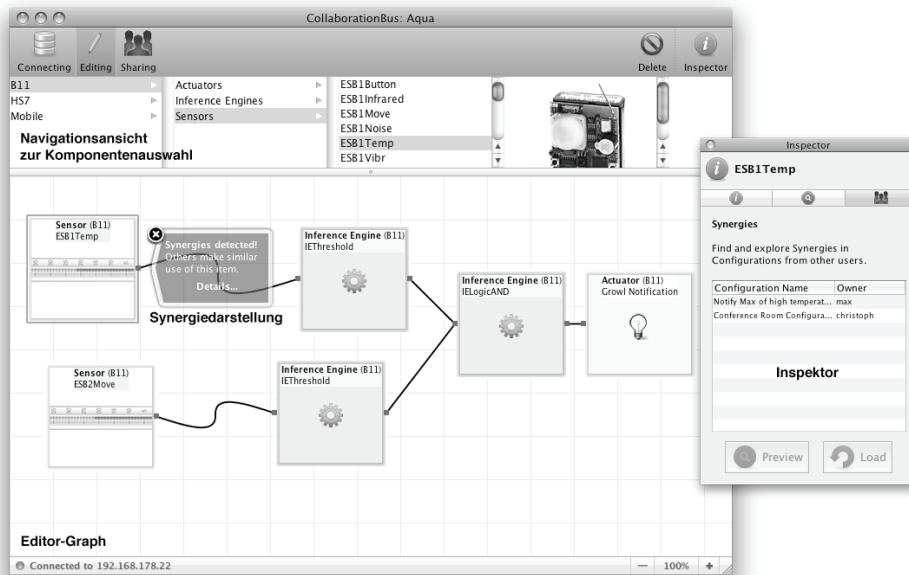 CollaborationBus: Aqua
Connecting Editing Sharing Delete Inspector
B11
HS7
Mobile
Navigationsansicht
zur Komponentenauswahl
Actuators
Inference Engines
Sensors
ESB1Button
ESB1Infrared
ESB1Move
ESB1Noise
ESB1Temp
ESB1Vibr
Sensor (B11)
ESB1Temp
Synergies detected!
Others make similar
use of this item.
Details...
Synergiedarstellung
Inference Engine (B11)
IEThreshold
Inference Engine (B11)
IELogicAND
Actuator (B11)
Growl Notification
Sensor (B11)
ESB2Move
Inference Engine (B11)
IEThreshold
Editor-Graph
Connected to 192.168.178.22
100%
Inspector
ESB1Temp
Synergies
Find and explore Synergies in
Configurations from other users.
Configuration Name Owner
Notify Max of high temperat... max
Conference Room Configura... christoph
Inspektor
Preview Load